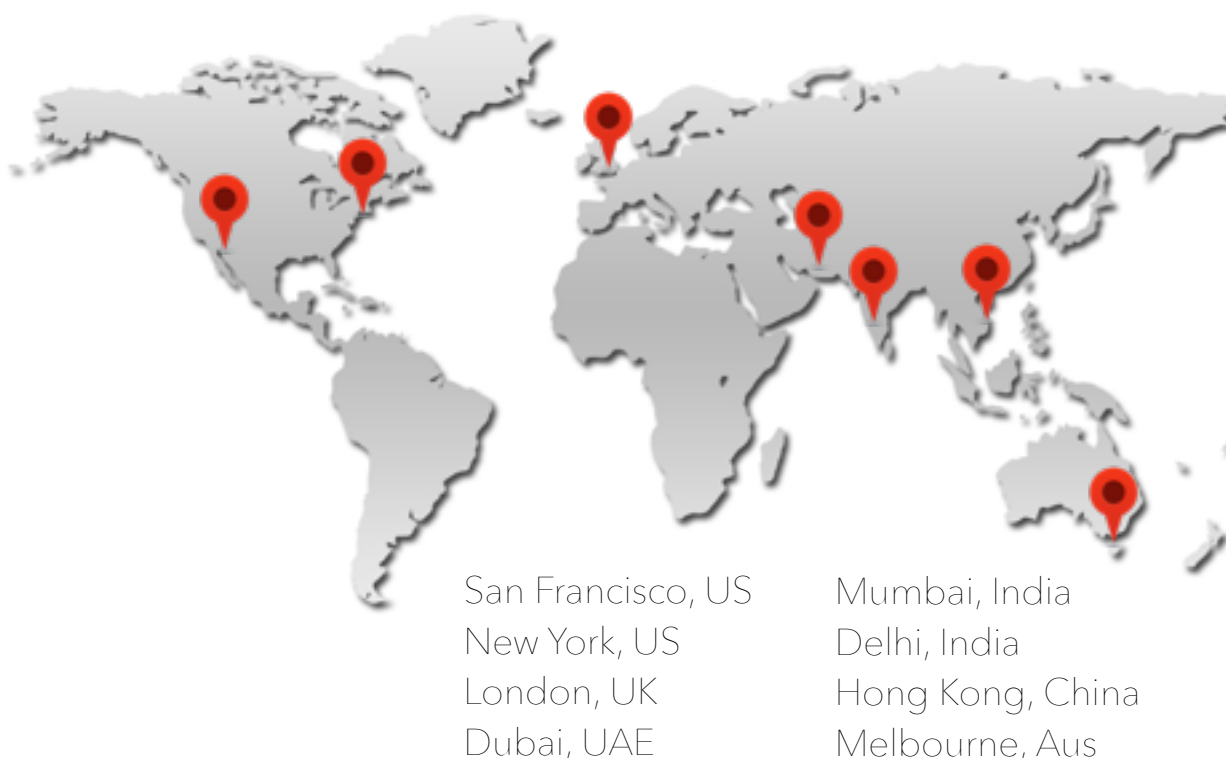 San Francisco, US
New York, US
London, UK
Dubai, UAE
Mumbai, India
Delhi, India
Hong Kong, China
Melbourne, Aus